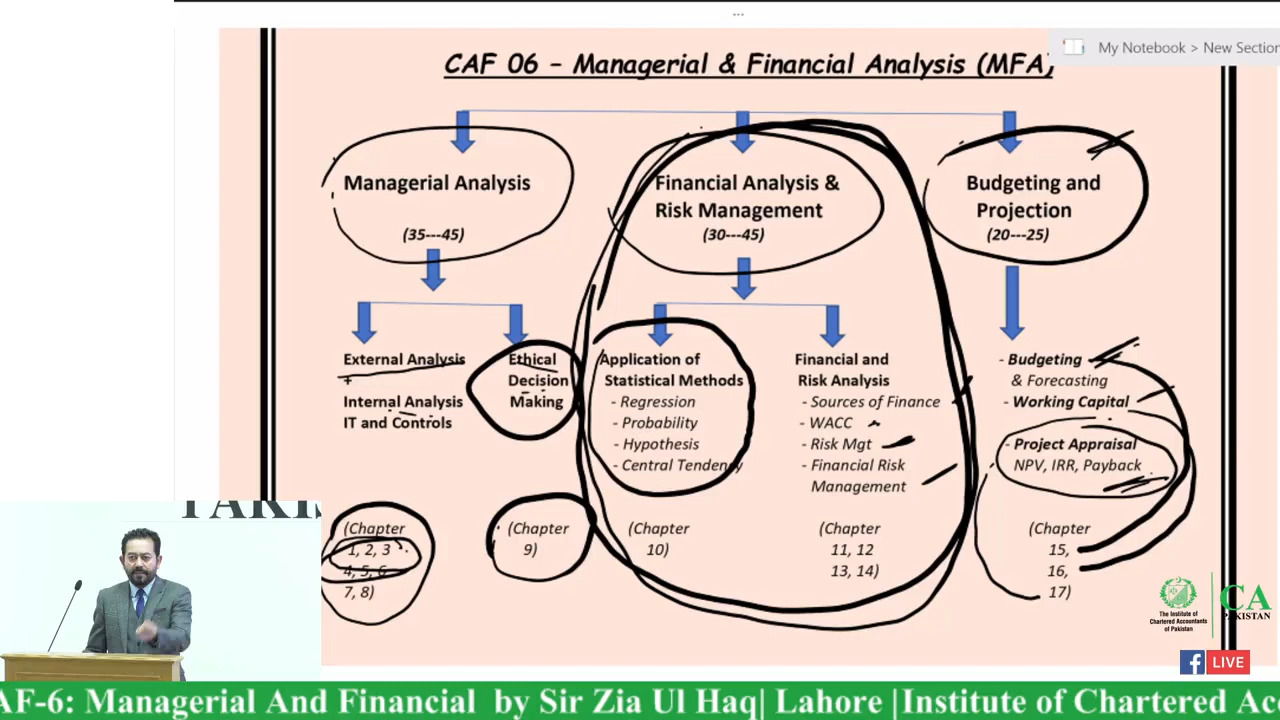 My Notebook > New Section
CAF 06 – Managerial & Financial Analysis (MFA)
Managerial Analysis
(35---45)
Financial Analysis &
Risk Management
(30---45)
Budgeting and
Projection
(20---25)
External Analysis
+
Internal Analysis
IT and Controls
Ethical
Decision
Making
Application of
Statistical Methods
- Regression
- Probability
- Hypothesis
- Central Tendency
Financial and
Risk Analysis
- Sources of Finance
- WACC
- Risk Mgt
- Financial Risk
Management
- Budgeting
& Forecasting
- Working Capital
- Project Appraisal
NPV, IRR, Payback
(Chapter
1, 2, 3
4, 5, 6
7, 8)
(Chapter
9)
(Chapter
10)
(Chapter
11, 12
13, 14)
(Chapter
15,
16,
17)
The Institute of
Chartered Accountants
of Pakistan
CA
PAKISTAN
LIVE
AF-6: Managerial And Financial by Sir Zia Ul Haq| Lahore |Institute of Chartered Acc